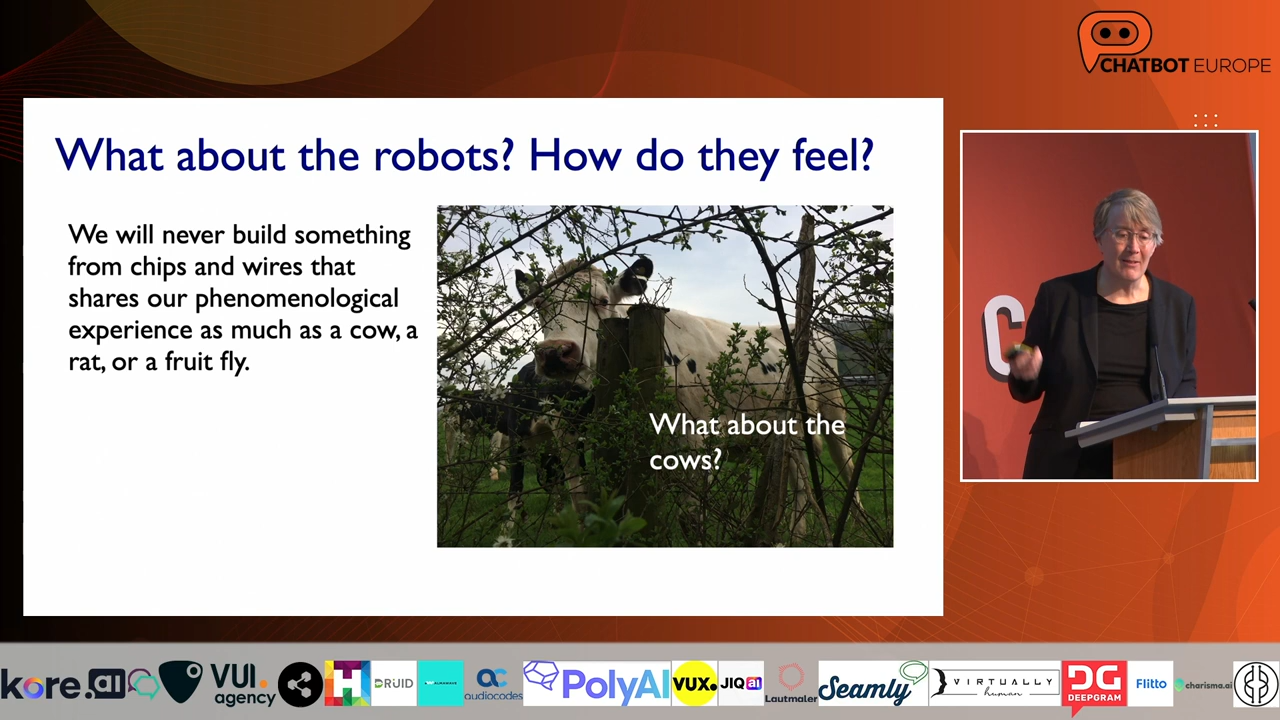 CHATBOT EUROPE
What about the robots? How do they feel?
We will never build something
from chips and wires that
shares our phenomenological
experience as much as a cow, a
rat, or a fruit fly.
What about the
cows?
C
kore.ai
VUI.
agency
H
DRUID
ac
audiocodes
PolyAI
VUX.
JIQ ai
Lautmaler
Seamly
VIRTUALLY
human
DG
DEEPGRAM
Flitto
charisma.ai